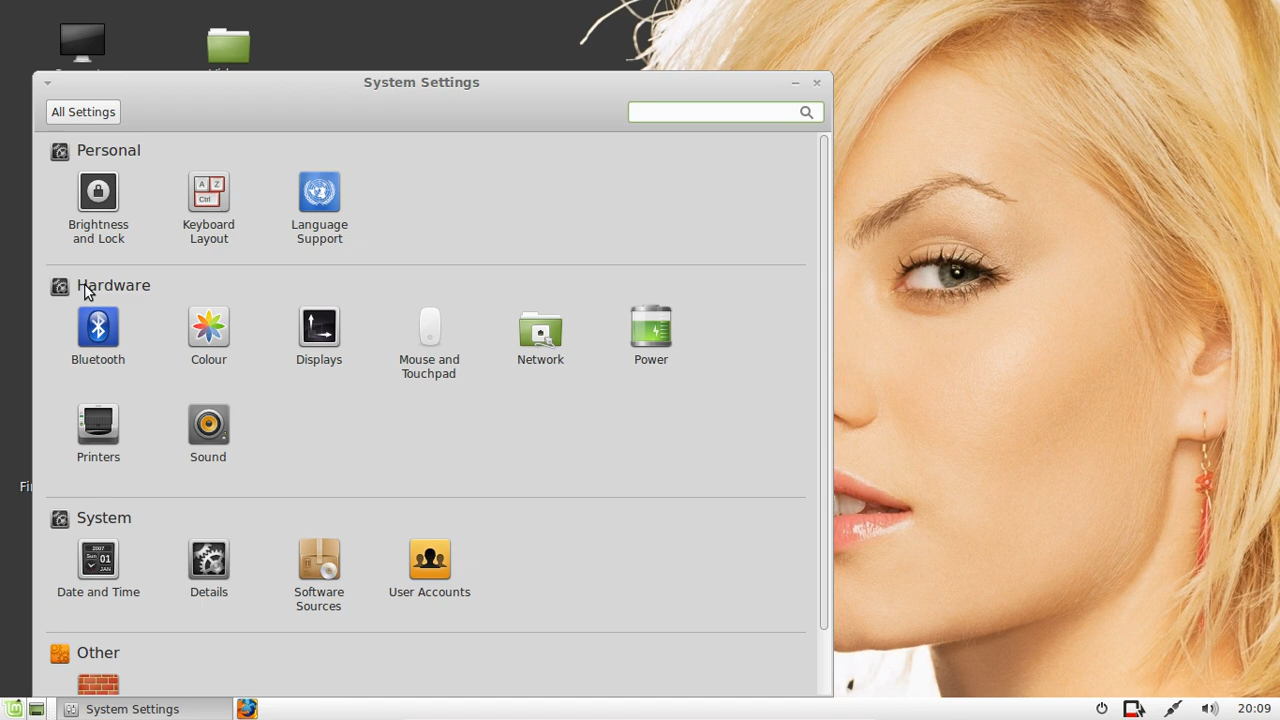 System Settings
All Settings
Personal
Brightness and Lock
Keyboard Layout
Language Support
Hardware
Bluetooth
Colour
Displays
Mouse and Touchpad
Network
Power
Printers
Sound
System
Date and Time
Details
Software Sources
User Accounts
Other
System Settings
20:09